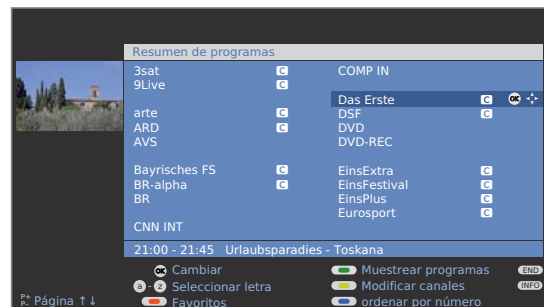 Resumen de programas
3sat C COMP IN
9Live C
Das Erste C OK
arte C DSF C
ARD C DVD
AVS DVD-REC
Bayrisches FS C EinsExtra C
BR-alpha C EinsFestival C
BR EinsPlus C
Eurosport C
CNN INT
21:00 - 21:45 Urlaubsparadies - Toskana
OK Cambiar Muestrear programas END
a - z Seleccionar letra Modificar canales INFO
P+ P- Página ↑↓ Favoritos ordenar por número